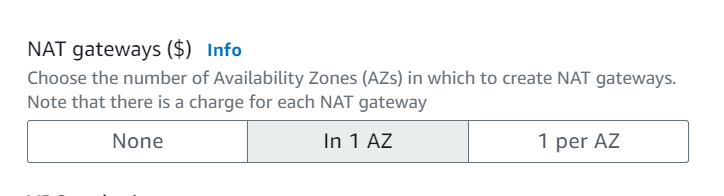 NAT gateways ($) Info
Choose the number of Availability Zones (AZs) in which to create NAT gateways.
Note that there is a charge for each NAT gateway
None
In 1 AZ
1 per AZ